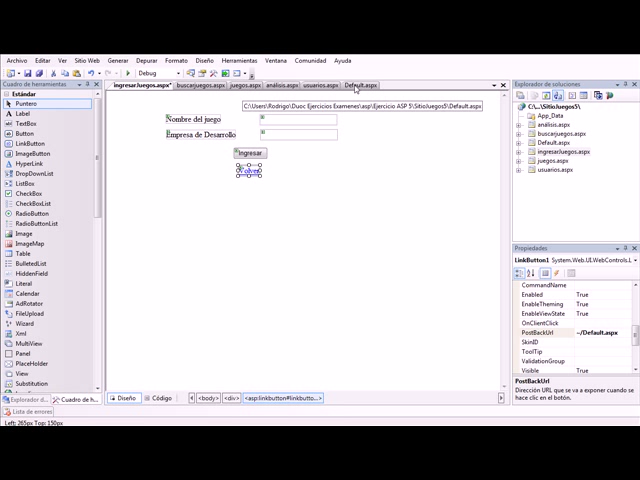 Archivo Editar Ver Sitio Web Generar Depurar Formato Diseño Herramientas Ventana Comunidad Ayuda
Debug
Cuadro de herramientas
ingresarJuegos.aspx* buscarjuegos.aspx juegos.aspx análisis.aspx usuarios.aspx Default.aspx
Explorador de soluciones
Estándar
Puntero
Label
TextBox
Button
LinkButton
ImageButton
HyperLink
DropDownList
ListBox
CheckBox
CheckBoxList
RadioButton
RadioButtonList
Image
ImageMap
Table
BulletedList
HiddenField
Literal
Calendar
AdRotator
FileUpload
Wizard
Xml
MultiView
Panel
PlaceHolder
View
Substitution
C:\Users\Rodrigo\Duoc Ejercicios Examenes\asp\Ejercicio ASP 5\SitioJuegos5\Default.aspx
Nombre del juego
Empresa de Desarrollo
Ingresar
Volver
C:\...\SitioJuegos5\
App_Data
análisis.aspx
buscarjuegos.aspx
Default.aspx
ingresarJuegos.aspx
juegos.aspx
usuarios.aspx
Propiedades
LinkButton1 System.Web.UI.WebControls.L
CommandName
Enabled True
EnableTheming True
EnableViewState True
OnClientClick
PostBackUrl ~/Default.aspx
SkinID
ToolTip
ValidationGroup
Visible True
PostBackUrl
Dirección URL que se va a exponer cuando se hace clic en el botón.
Diseño Código <body> <div> <asp:linkbutton#linkbutto...>
Explorador d... Cuadro de h...
Lista de errores
Left: 265px Top: 150px